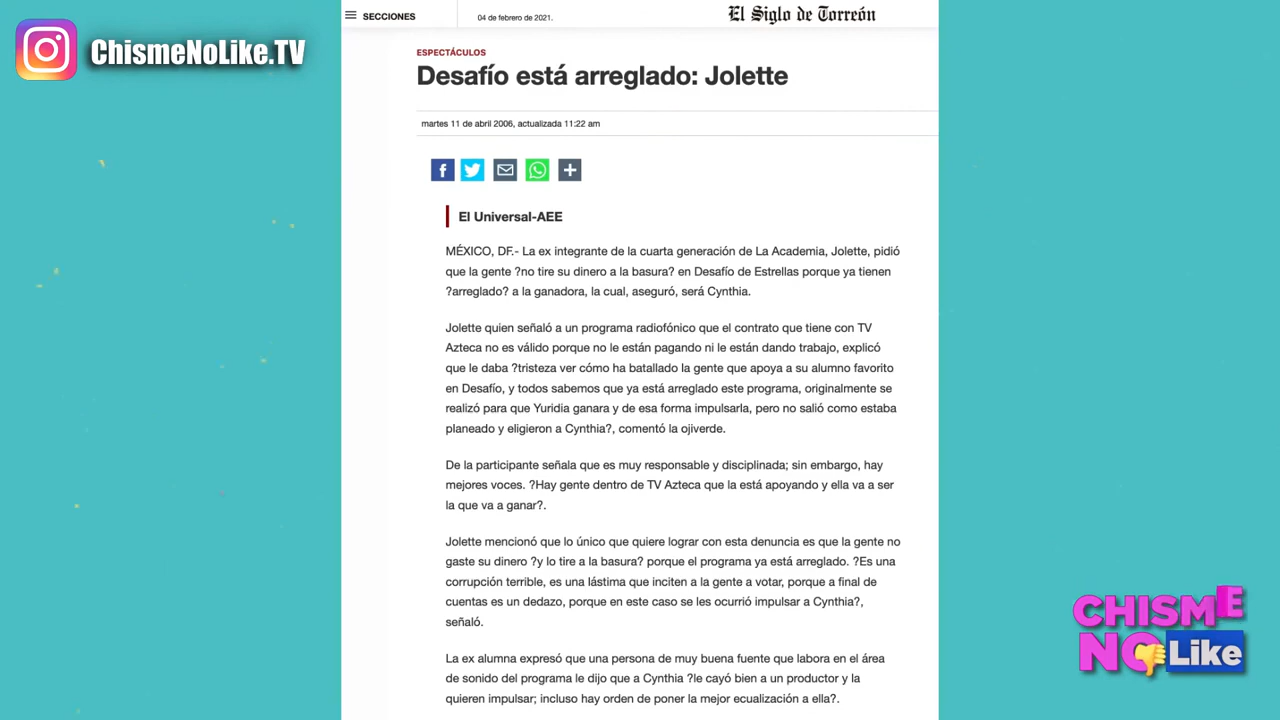 ChismeNoLike.TV
SECCIONES
04 de febrero de 2021.
El Siglo de Torreón
ESPECTÁCULOS
Desafío está arreglado: Jolette
martes 11 de abril 2006, actualizada 11:22 am
El Universal-AEE
MÉXICO, DF.- La ex integrante de la cuarta generación de La Academia, Jolette, pidió
que la gente ?no tire su dinero a la basura? en Desafío de Estrellas porque ya tienen
?arreglado? a la ganadora, la cual, aseguró, será Cynthia.
Jolette quien señaló a un programa radiofónico que el contrato que tiene con TV
Azteca no es válido porque no le están pagando ni le están dando trabajo, explicó
que le daba ?tristeza ver cómo ha batallado la gente que apoya a su alumno favorito
en Desafío, y todos sabemos que ya está arreglado este programa, originalmente se
realizó para que Yuridia ganara y de esa forma impulsarla, pero no salió como estaba
planeado y eligieron a Cynthia?, comentó la ojiverde.
De la participante señala que es muy responsable y disciplinada; sin embargo, hay
mejores voces. ?Hay gente dentro de TV Azteca que la está apoyando y ella va a ser
la que va a ganar?.
Jolette mencionó que lo único que quiere lograr con esta denuncia es que la gente no
gaste su dinero ?y lo tire a la basura? porque el programa ya está arreglado. ?Es una
corrupción terrible, es una lástima que inciten a la gente a votar, porque a final de
cuentas es un dedazo, porque en este caso se les ocurrió impulsar a Cynthia?,
señaló.
La ex alumna expresó que una persona de muy buena fuente que labora en el área
de sonido del programa le dijo que a Cynthia ?le cayó bien a un productor y la
quieren impulsar; incluso hay orden de poner la mejor ecualización a ella?.
CHISME
NO Like